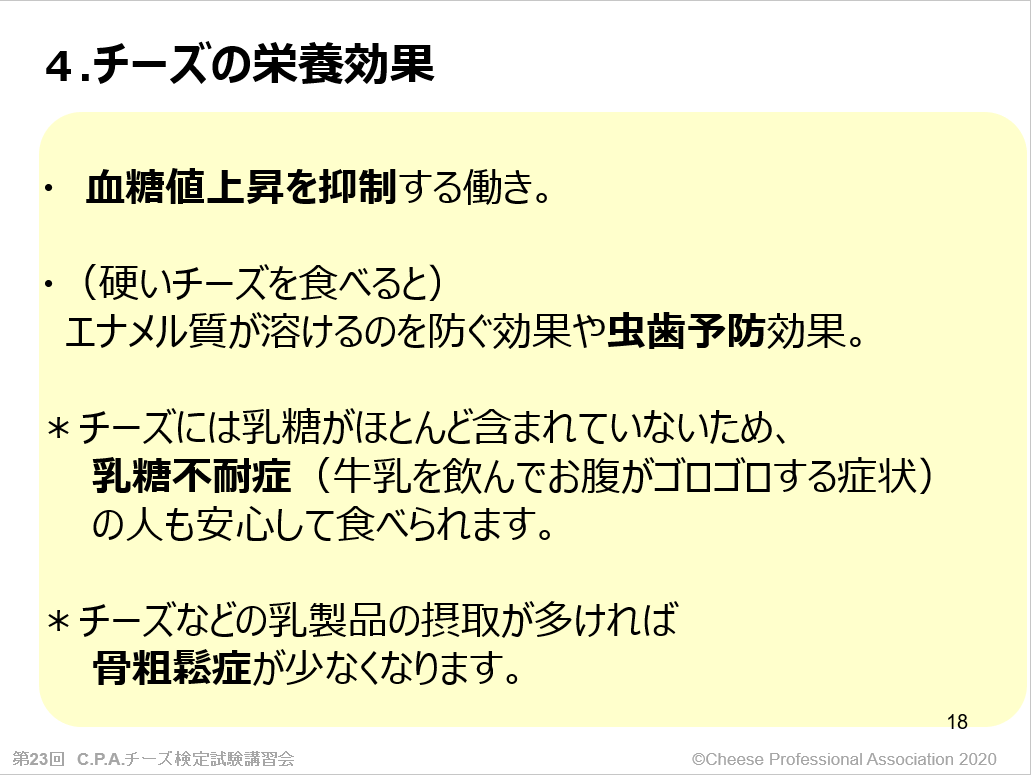 ４.チーズの栄養効果
・ 血糖値上昇を抑制する働き。
・（硬いチーズを食べると）
エナメル質が溶けるのを防ぐ効果や虫歯予防効果。
＊チーズには乳糖がほとんど含まれていないため、
乳糖不耐症（牛乳を飲んでお腹がゴロゴロする症状）
の人も安心して食べられます。
＊チーズなどの乳製品の摂取が多ければ
骨粗鬆症が少なくなります。
18
第23回 C.P.A.チーズ検定試験講習会
©Cheese Professional Association 2020